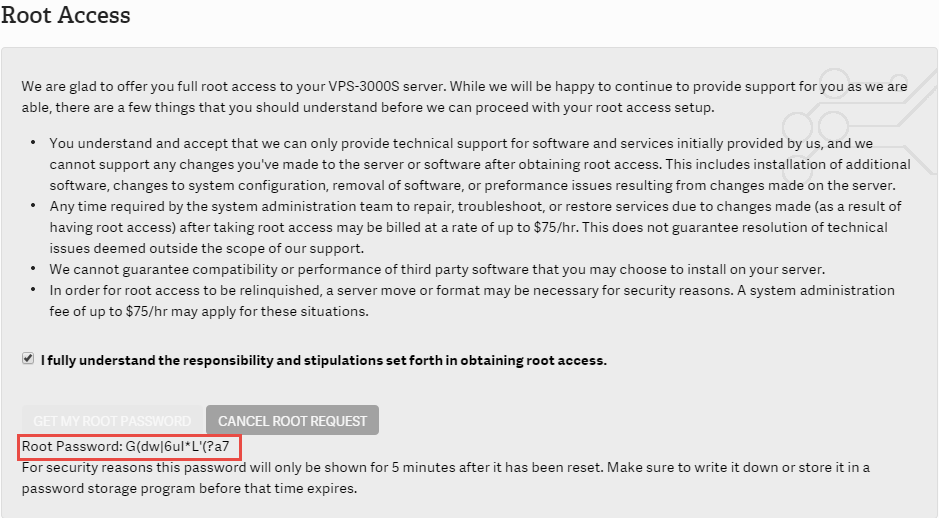 Root Access
We are glad to offer you full root access to your VPS-3000S server. While we will be happy to continue to provide support for you as we are
able, there are a few things that you should understand before we can proceed with your root access setup.
• You understand and accept that we can only provide technical support for software and services initially provided by us, and we
cannot support any changes you've made to the server or software after obtaining root access. This includes installation of additional
software, changes to system configuration, removal of software, or preformance issues resulting from changes made on the server.
• Any time required by the system administration team to repair, troubleshoot, or restore services due to changes made (as a result of
having root access) after taking root access may be billed at a rate of up to $75/hr. This does not guarantee resolution of technical
issues deemed outside the scope of our support.
• We cannot guarantee compatibility or performance of third party software that you may choose to install on your server.
• In order for root access to be relinquished, a server move or format may be necessary for security reasons. A system administration
fee of up to $75/hr may apply for these situations.
I fully understand the responsibility and stipulations set forth in obtaining root access.
GET MY ROOT PASSWORD CANCEL ROOT REQUEST
Root Password: G(dw|6uI*L'(?a7
For security reasons this password will only be shown for 5 minutes after it has been reset. Make sure to write it down or store it in a
password storage program before that time expires.